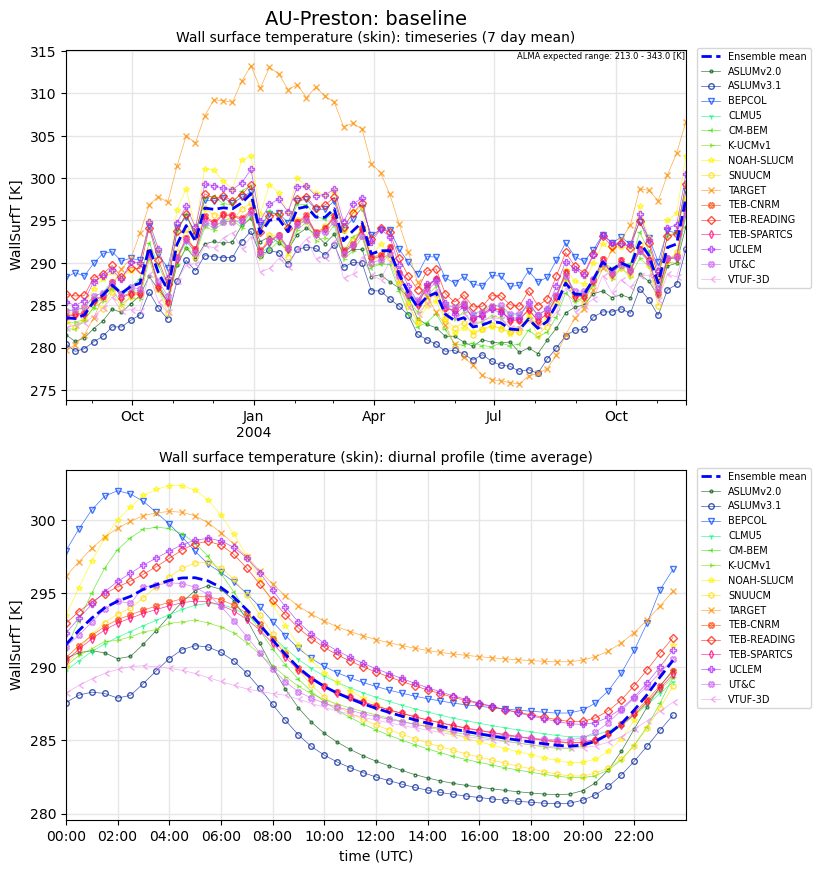 AU-Preston: baseline
Wall surface temperature (skin): timeseries (7 day mean)
ALMA expected range: 213.0 - 343.0 [K]
WallSurfT [K]
315
310
305
300
295
290
285
280
275
Oct
Jan
2004
Apr
Jul
Oct
Ensemble mean
ASLUMv2.0
ASLUMv3.1
BEPCOL
CLMU5
CM-BEM
K-UCMv1
NOAH-SLUCM
SNUUCM
TARGET
TEB-CNRM
TEB-READING
TEB-SPARTCS
UCLEM
UT&C
VTUF-3D
Wall surface temperature (skin): diurnal profile (time average)
WallSurfT [K]
300
295
290
285
280
00:00
02:00
04:00
06:00
08:00
10:00
12:00
14:00
16:00
18:00
20:00
22:00
time (UTC)
Ensemble mean
ASLUMv2.0
ASLUMv3.1
BEPCOL
CLMU5
CM-BEM
K-UCMv1
NOAH-SLUCM
SNUUCM
TARGET
TEB-CNRM
TEB-READING
TEB-SPARTCS
UCLEM
UT&C
VTUF-3D